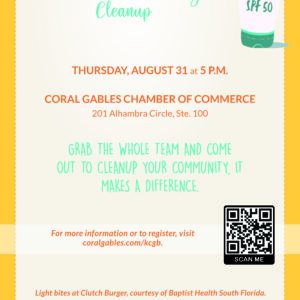 Cleanup
SPF 50
THURSDAY, AUGUST 31 at 5 P.M.
CORAL GABLES CHAMBER OF COMMERCE
201 Alhambra Circle, Ste. 100
GRAB THE WHOLE TEAM AND COME
OUT TO CLEANUP YOUR COMMUNITY, IT
MAKES A DIFFERENCE.
SCAN ME
For more information or to register, visit
coralgables.com/kcgb.
Light bites at Clutch Burger, courtesy of Baptist Health South Florida.